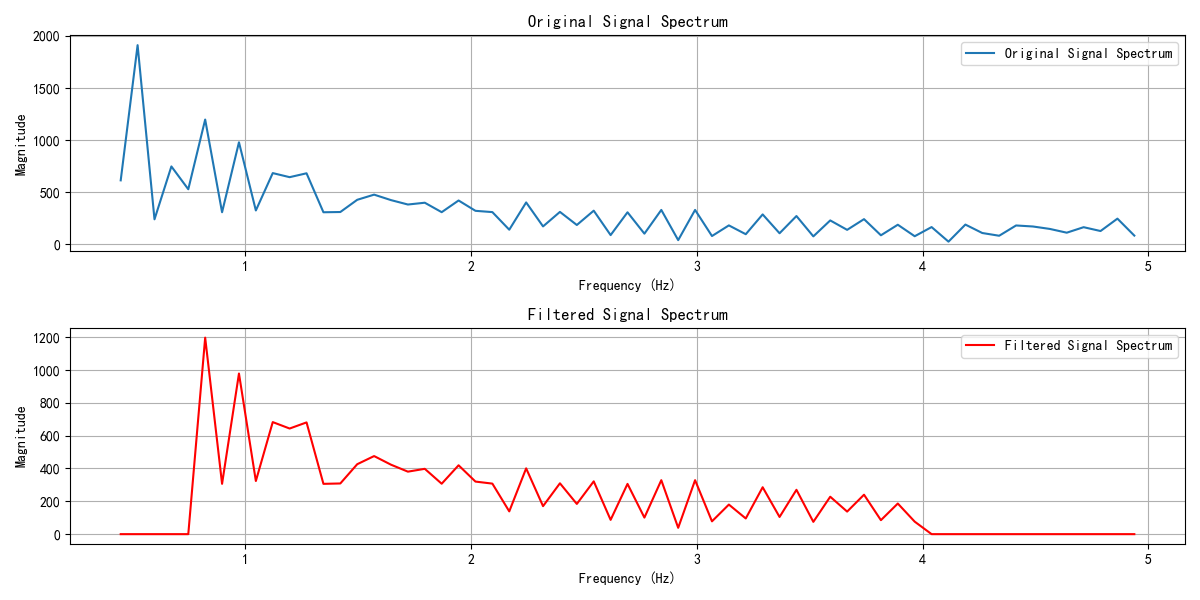 Original Signal Spectrum
Original Signal Spectrum
Magnitude
2000
1500
1000
500
0
1 2 3 4 5
Frequency (Hz)
Filtered Signal Spectrum
Filtered Signal Spectrum
Magnitude
1200
1000
800
600
400
200
0
1 2 3 4 5
Frequency (Hz)